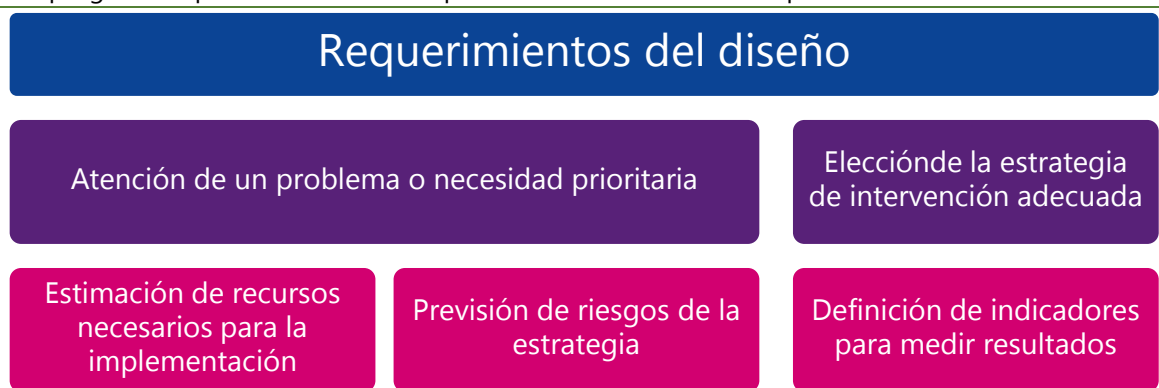 Requerimientos del diseño
Atención de un problema o necesidad prioritaria
Elecciónde la estrategia
de intervención adecuada
Estimación de recursos
necesarios para la
implementación
Previsión de riesgos de la
estrategia
Definición de indicadores
para medir resultados